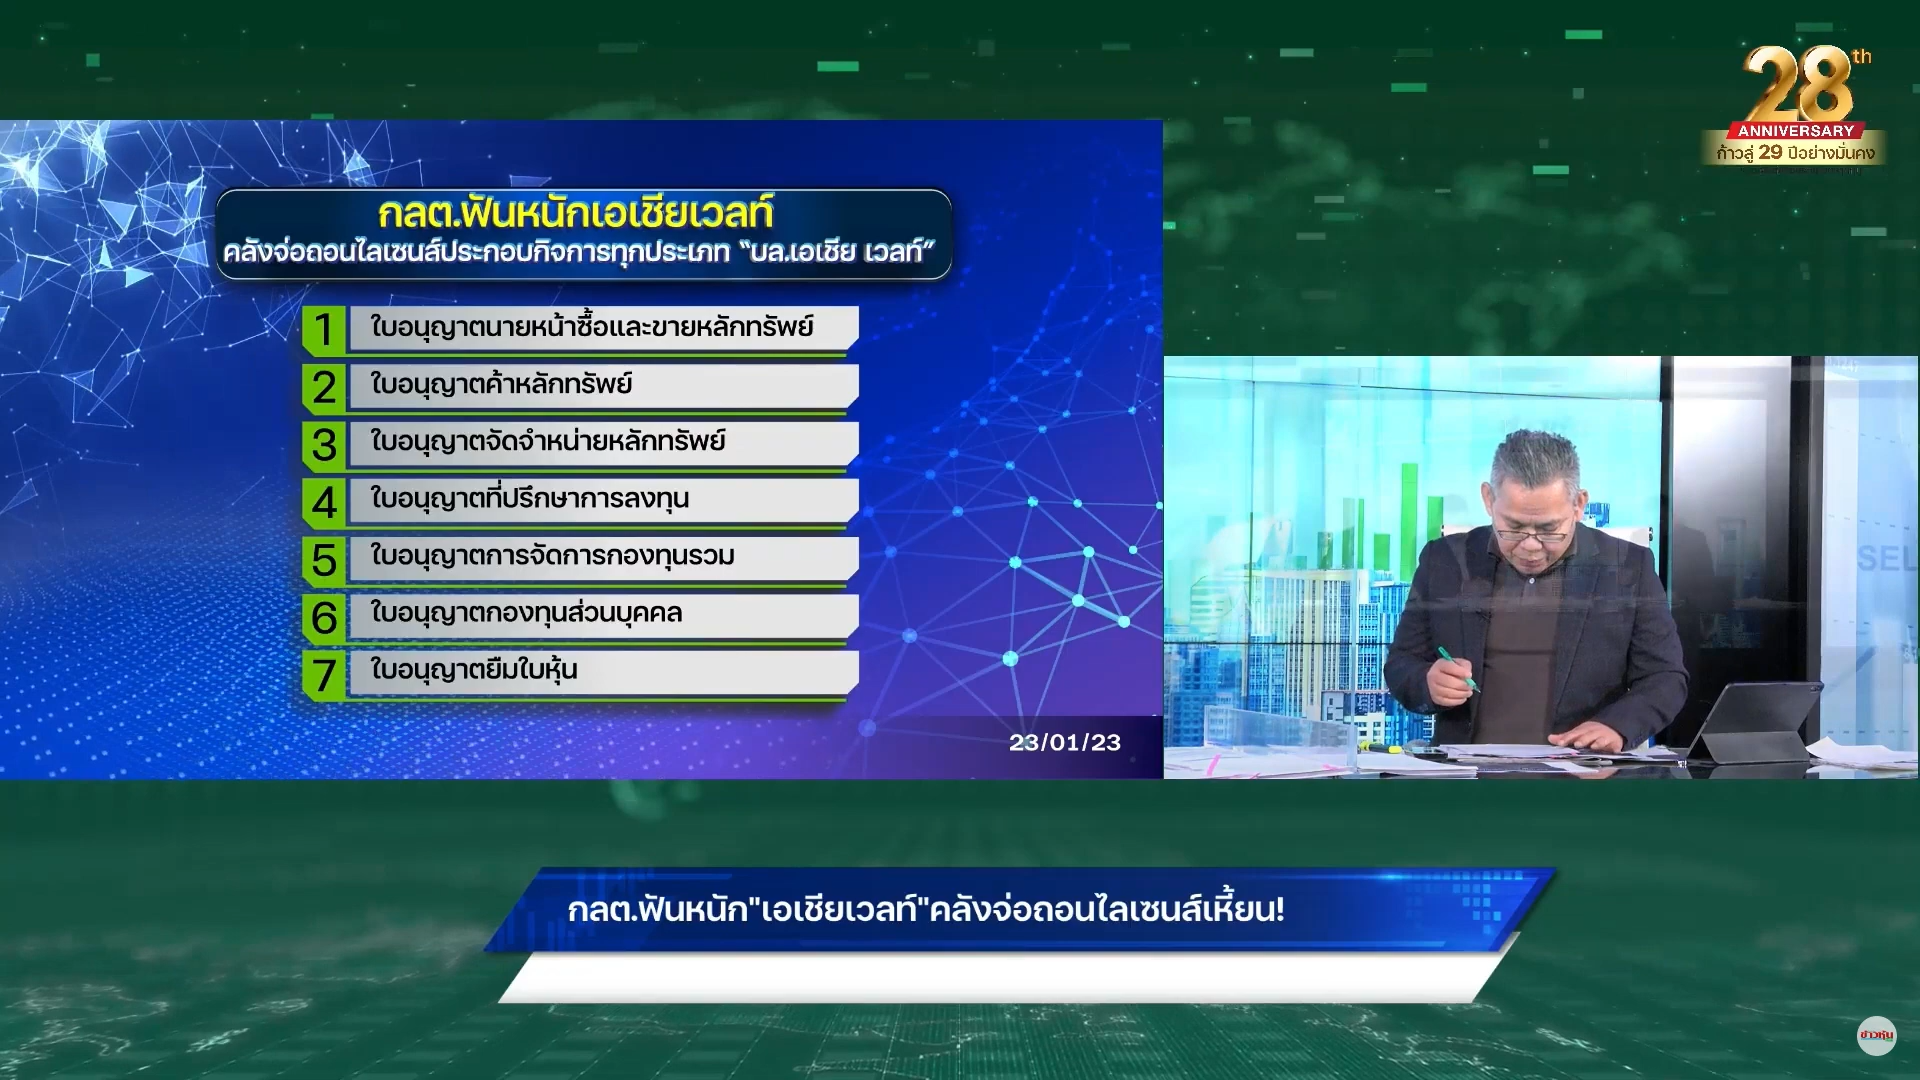 28th
ANNIVERSARY
ก้าวสู่ 29 ปีอย่างมั่นคง
กลต.ฟันหนักเอเชียเวลท์
คลังจ่อถอนไลเซนส์ประกอบกิจการทุกประเภท “บล.เอเชีย เวลท์”
1 ใบอนุญาตนายหน้าซื้อและขายหลักทรัพย์
2 ใบอนุญาตค้าหลักทรัพย์
3 ใบอนุญาตจัดจำหน่ายหลักทรัพย์
4 ใบอนุญาตที่ปรึกษาการลงทุน
5 ใบอนุญาตการจัดการกองทุนรวม
6 ใบอนุญาตกองทุนส่วนบุคคล
7 ใบอนุญาตยืมใบหุ้น
23/01/23
SEL
กลต.ฟันหนัก"เอเชียเวลท์"คลังจ่อถอนไลเซนส์เหี้ยน!
ข่าวหุ้น